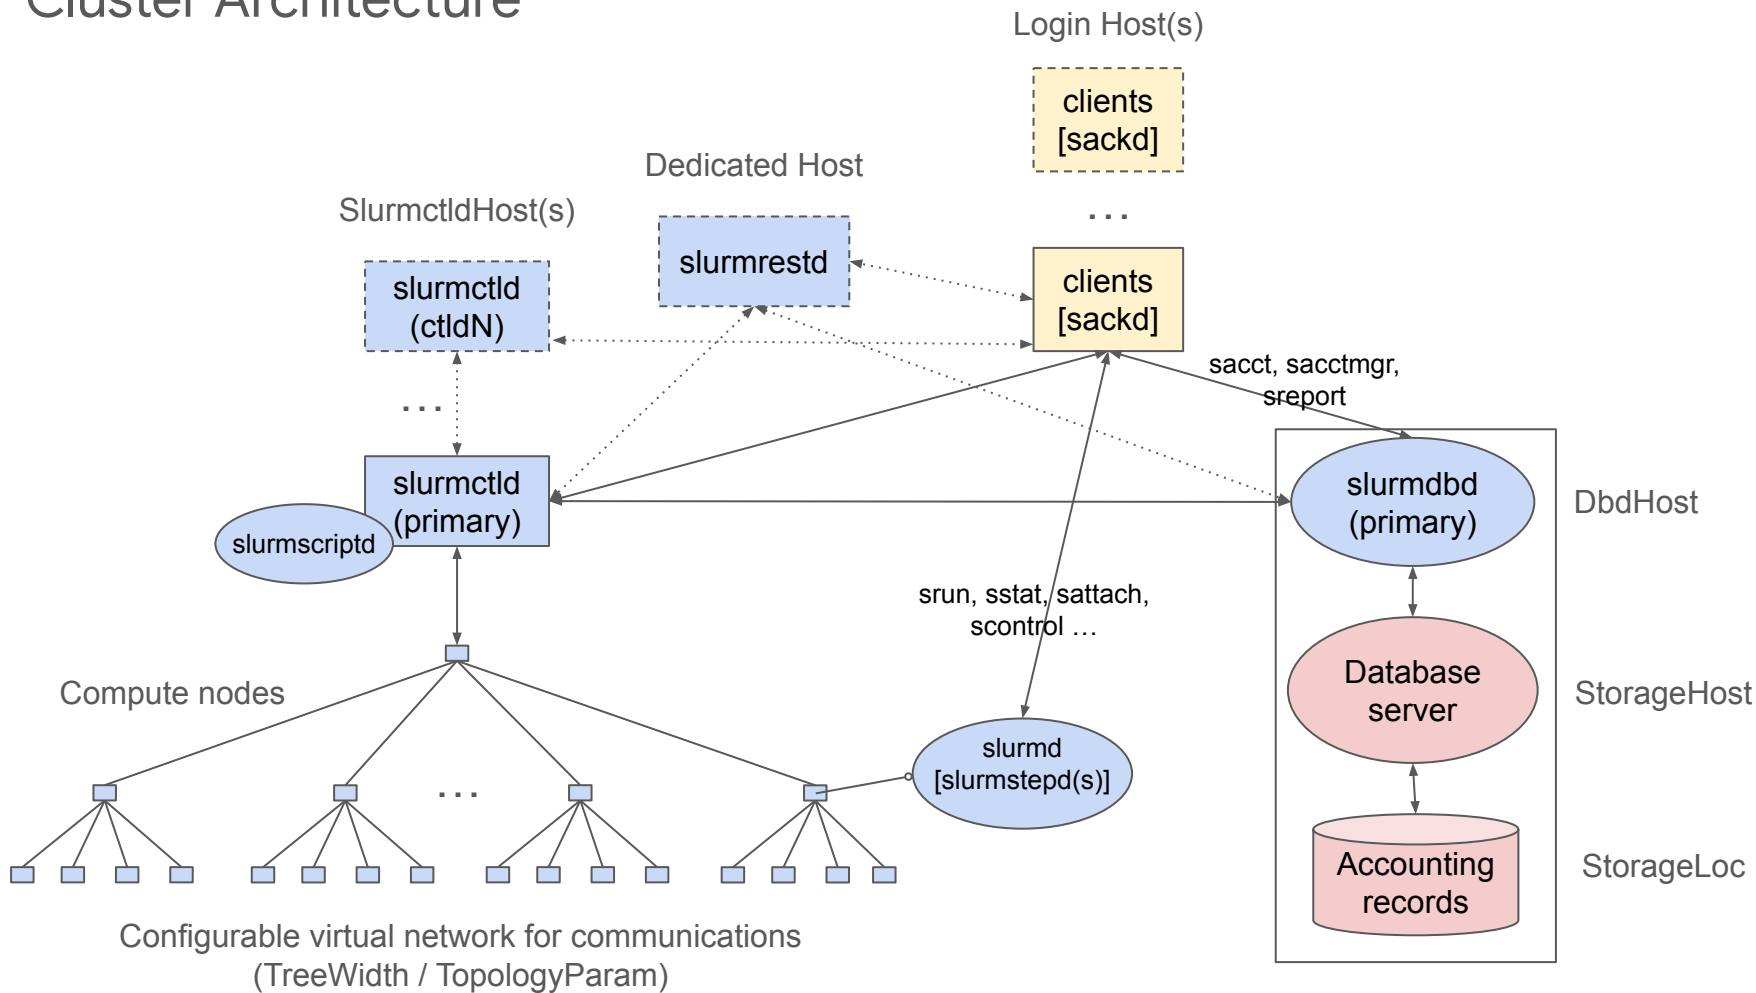 Cluster Architecture
Login Host(s)
clients
[sackd]
Dedicated Host
SlurmctldHost(s)
...
slurmrestd
clients
[sackd]
slurmctld
(ctldN)
sacct, sacctmgr,
sreport
...
slurmctld
(primary)
slurmscriptd
slurmdbd
(primary)
DbdHost
srun, sstat, sattach,
scontrol …
Compute nodes
Database
server
StorageHost
slurmd
[slurmstepd(s)]
...
Accounting
records
StorageLoc
Configurable virtual network for communications
(TreeWidth / TopologyParam)